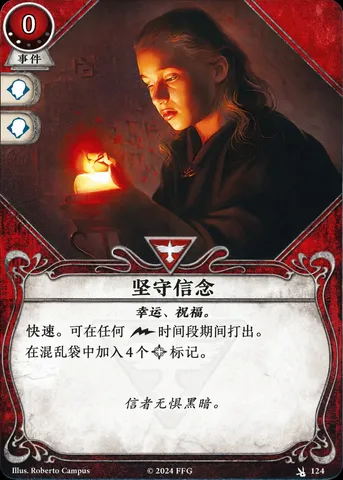 0
事件
坚守信念
幸运、祝福。
快速。可在任何 时间段期间打出。
在混乱袋中加入4个 标记。
信者无惧黑暗。
Illus. Roberto Campus © 2024 FFG 124